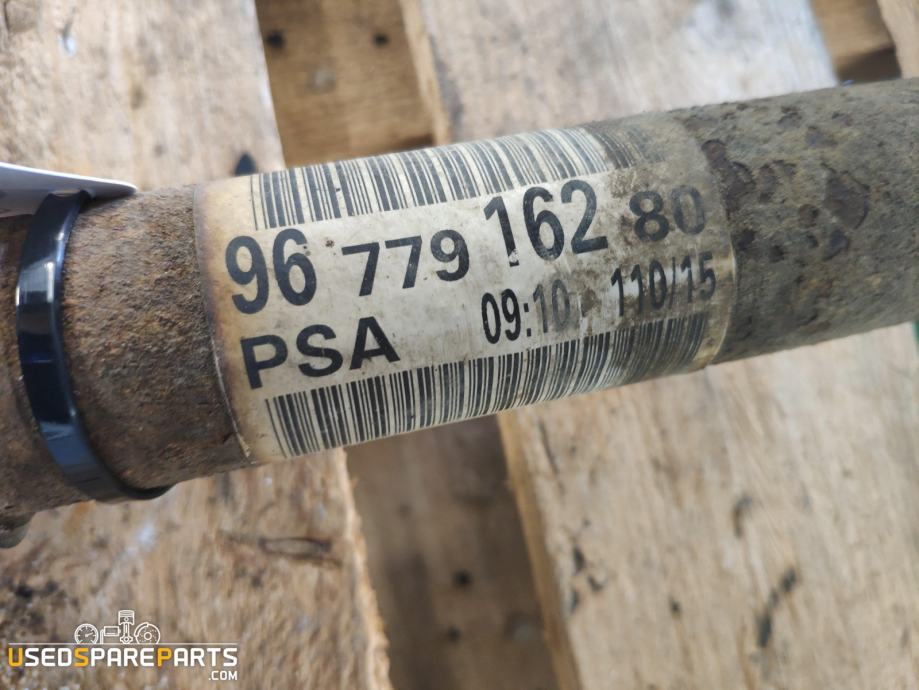 96 779 162 80
PSA 09:10 110/15
USEDSPAREPARTS
.COM